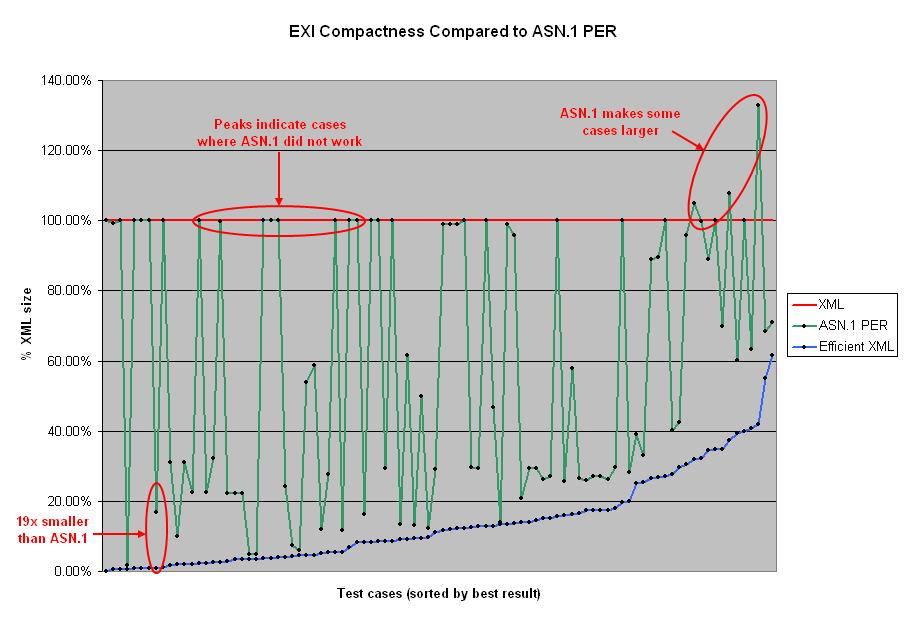 EXI Compactness Compared to ASN.1 PER
140.00%
120.00%
100.00%
80.00%
60.00%
40.00%
20.00%
0.00%
% XML size
Peaks indicate cases
where ASN.1 did not work
ASN.1 makes some
cases larger
19x smaller
than ASN.1
XML
ASN.1 PER
Efficient XML
Test cases (sorted by best result)